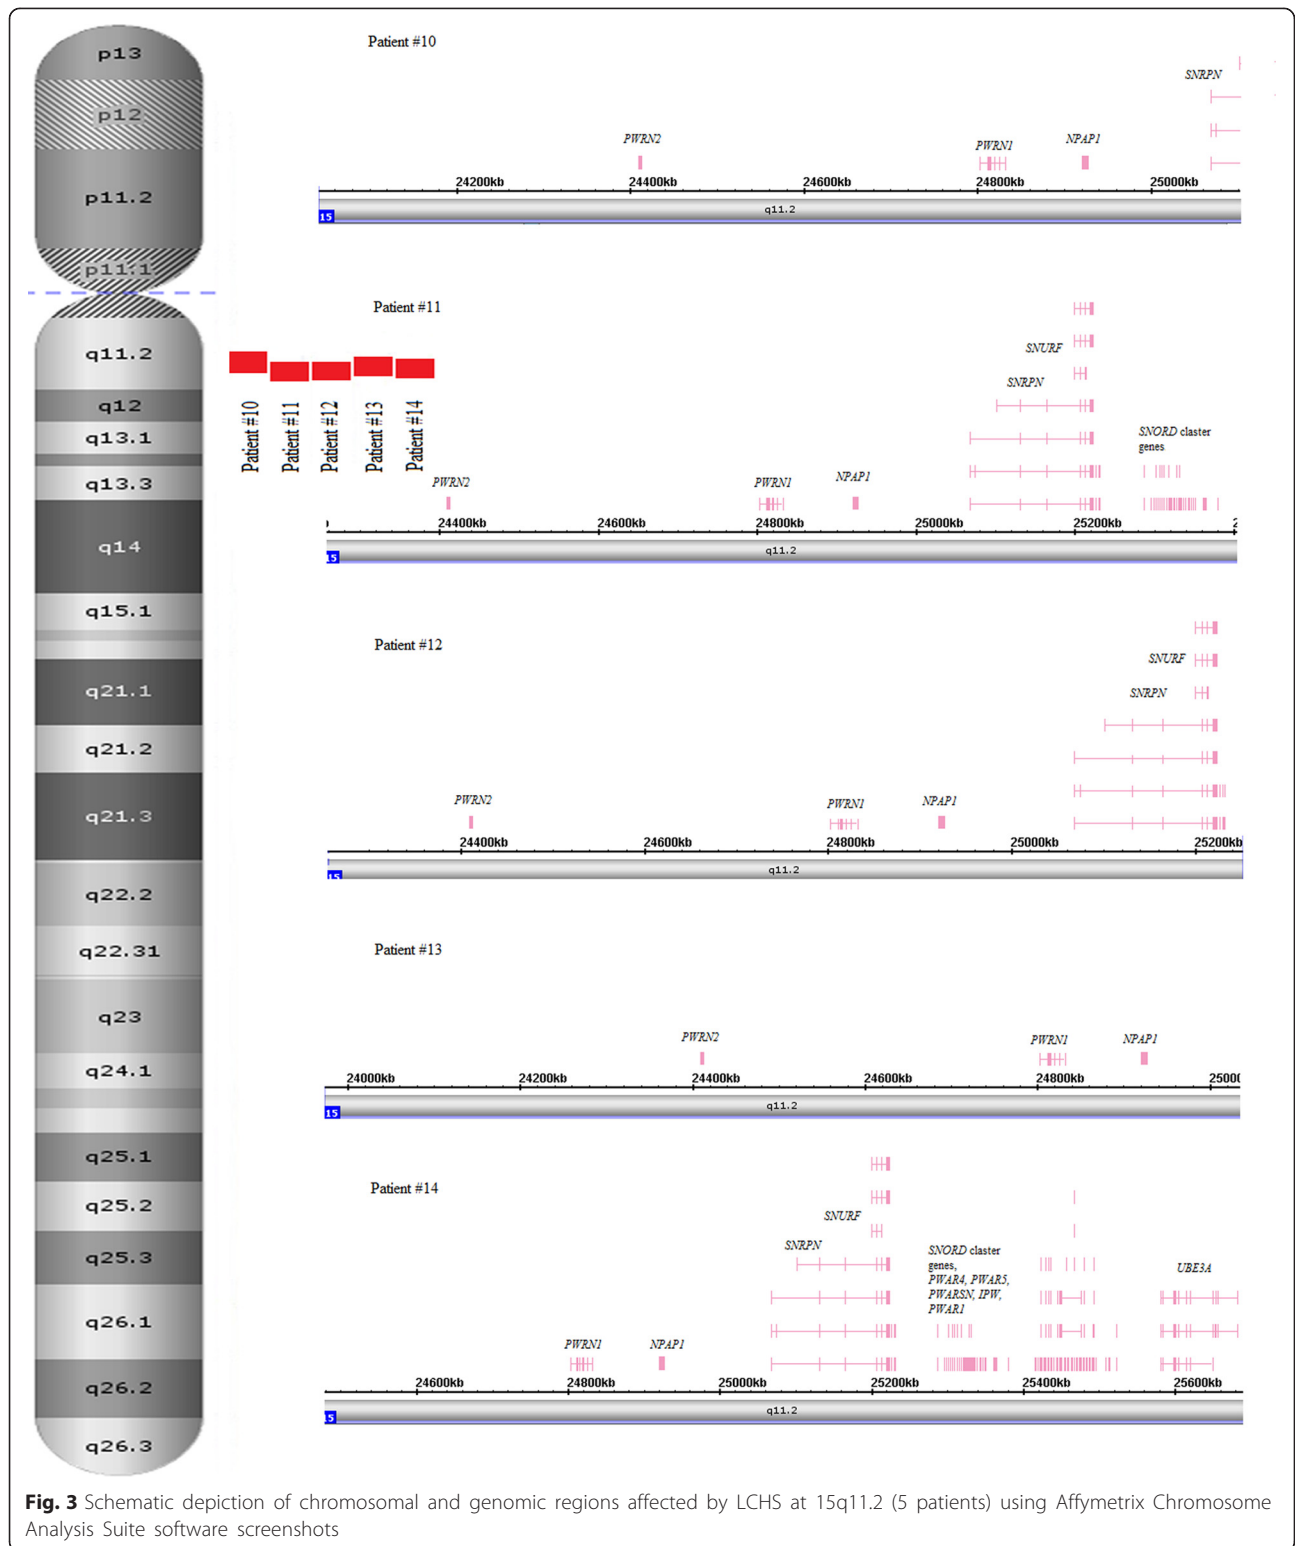 p13
p12
p11.2
p11.1
q11.2
q12
q13.1
q13.3
q14
q15.1
q21.1
q21.2
q21.3
q22.2
q22.31
q23
q24.1
q25.1
q25.2
q25.3
q26.1
q26.2
q26.3
Patient #10
Patient #11
Patient #12
Patient #13
Patient #14
Patient #10
SNRPN
PWRN2
PWRN1
NPAP1
24200kb 24400kb 24600kb 24800kb 25000kb
q11.2
15
Patient #11
SNURF
SNRPN
SNORD claster
genes
PWRN2
PWRN1
NPAP1
24400kb 24600kb 24800kb 25000kb 25200kb 2
q11.2
15
Patient #12
SNURF
SNRPN
PWRN2
PWRN1
NPAP1
24400kb 24600kb 24800kb 25000kb 25200kb
q11.2
15
Patient #13
PWRN2
PWRN1
NPAP1
24000kb 24200kb 24400kb 24600kb 24800kb 2500
q11.2
15
Patient #14
SNURF
SNRPN
SNORD claster
genes,
PWAR4, PWAR5,
PWARSN, IPW,
PWAR1
UBE3A
PWRN1
NPAP1
24600kb 24800kb 25000kb 25200kb 25400kb 25600kb
q11.2
15
Fig. 3 Schematic depiction of chromosomal and genomic regions affected by LCHS at 15q11.2 (5 patients) using Affymetrix Chromosome
Analysis Suite software screenshots